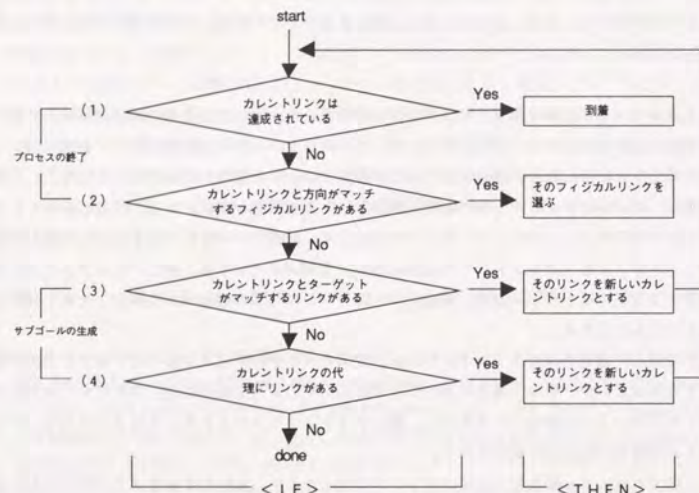 start
(1)
カレントリンクは
達成されている
Yes
到着
No
プロセスの終了
(2)
カレントリンクと方向がマッチ
するフィジカルリンクがある
Yes
そのフィジカルリンクを
選ぶ
No
(3)
カレントリンクとターゲット
がマッチするリンクがある
Yes
そのリンクを新しいカレ
ントリンクとする
No
サブゴールの生成
(4)
カレントリンクの代
理にリンクがある
Yes
そのリンクを新しいカレ
ントリンクとする
No
done
<IF>
<THEN>